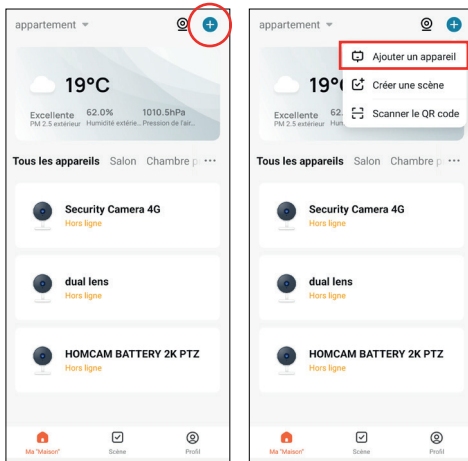 appartement
19°C
Excellente 62.0% 1010.5hPa
PM 2.5 extérieur Humidité extérie... Pression de l'air...
Tous les appareils Salon Chambre p
Security Camera 4G
Hors ligne
dual lens
Hors ligne
HOMCAM BATTERY 2K PTZ
Hors ligne
Ma "Maison" Scène Profil
appartement
Ajouter un appareil
Créer une scène
Scanner le QR code
19°
Excellente 62.
PM 2.5 extérieur Hum
Tous les appareils Salon Chambre p
Security Camera 4G
Hors ligne
dual lens
Hors ligne
HOMCAM BATTERY 2K PTZ
Hors ligne
Ma "Maison" Scène Profil